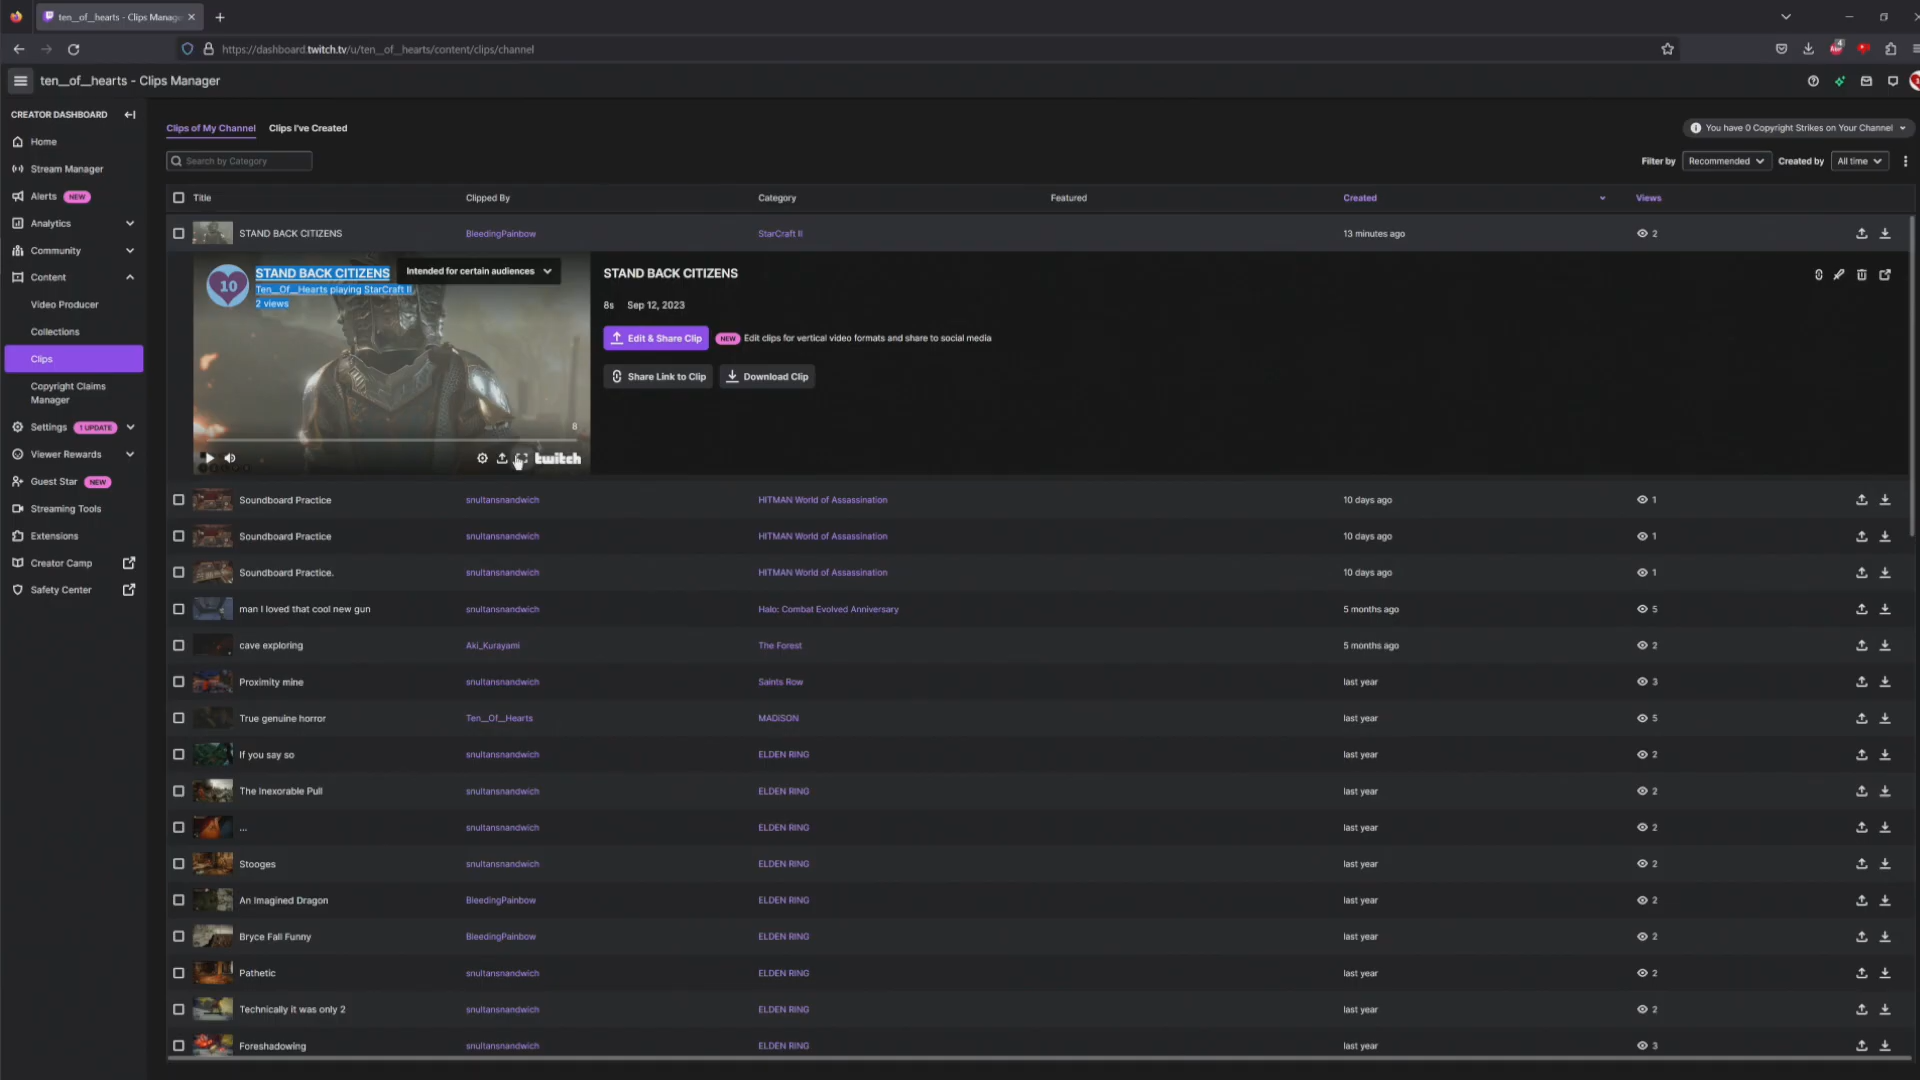 ten__of__hearts - Clips Manage
https://dashboard.twitch.tv/u/ten__of__hearts/content/clips/channel
4
ten__of__hearts - Clips Manager
CREATOR DASHBOARD
Home
Stream Manager
Alerts NEW
Analytics
Community
Content
Video Producer
Collections
Clips
Copyright Claims
Manager
Settings 1 UPDATE
Viewer Rewards
Guest Star NEW
Streaming Tools
Extensions
Creator Camp
Safety Center
Clips of My Channel Clips I've Created
You have 0 Copyright Strikes on Your Channel
Search by Category
Filter by Recommended Created by All time
Title Clipped By Category Featured Created Views
STAND BACK CITIZENS BleedingPainbow StarCraft II 13 minutes ago 2
10
STAND BACK CITIZENS
Intended for certain audiences
Ten__Of__Hearts playing StarCraft II
2 views
8
twitch
STAND BACK CITIZENS
8s Sep 12, 2023
Edit & Share Clip NEW Edit clips for vertical video formats and share to social media
Share Link to Clip Download Clip
Soundboard Practice snultansnandwich HITMAN World of Assassination 10 days ago 1
Soundboard Practice snultansnandwich HITMAN World of Assassination 10 days ago 1
Soundboard Practice. snultansnandwich HITMAN World of Assassination 10 days ago 1
man I loved that cool new gun snultansnandwich Halo: Combat Evolved Anniversary 5 months ago 5
cave exploring Aki_Kurayami The Forest 5 months ago 2
Proximity mine snultansnandwich Saints Row last year 3
True genuine horror Ten__Of__Hearts MADiSON last year 5
If you say so snultansnandwich ELDEN RING last year 2
The Inexorable Pull snultansnandwich ELDEN RING last year 2
... snultansnandwich ELDEN RING last year 2
Stooges snultansnandwich ELDEN RING last year 2
An Imagined Dragon BleedingPainbow ELDEN RING last year 2
Bryce Fall Funny BleedingPainbow ELDEN RING last year 2
Pathetic snultansnandwich ELDEN RING last year 2
Technically it was only 2 snultansnandwich ELDEN RING last year 2
Foreshadowing snultansnandwich ELDEN RING last year 3